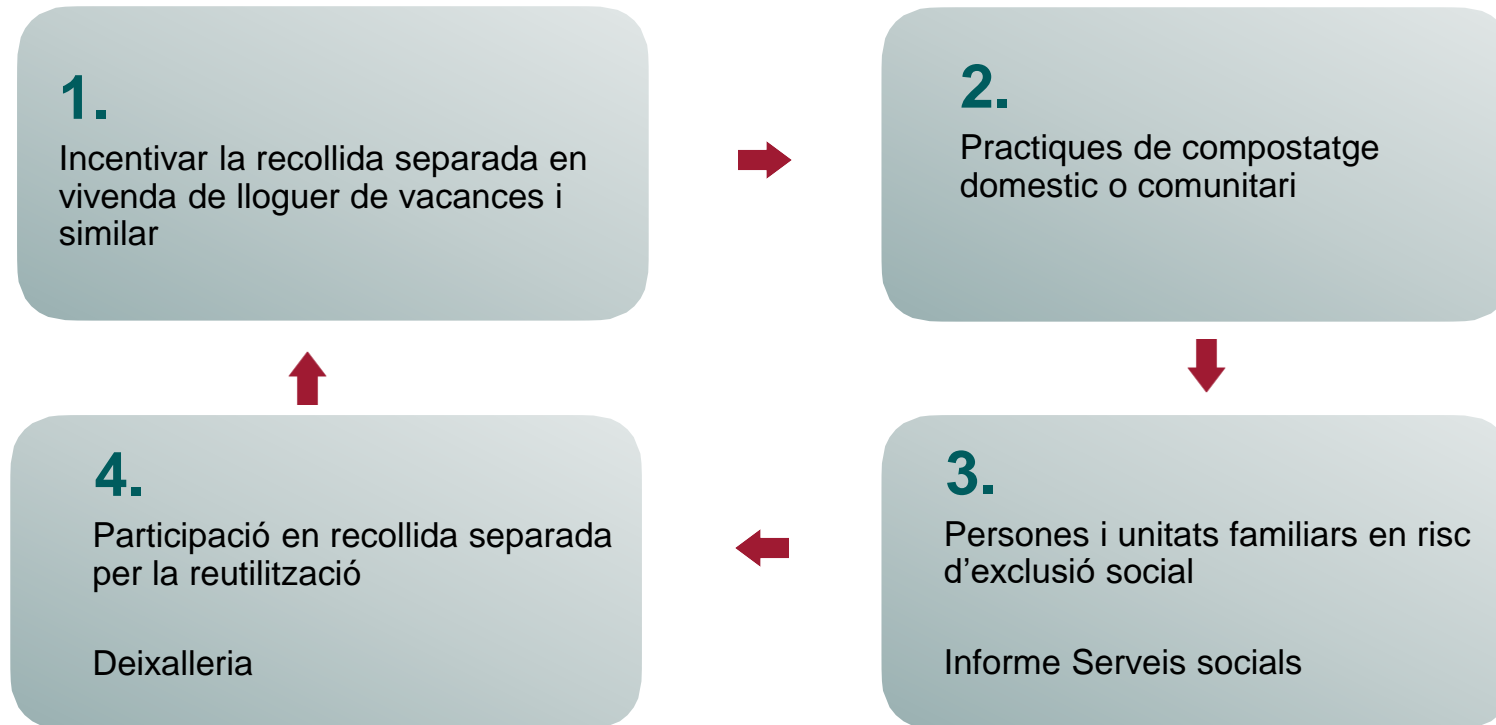 1.
Incentivar la recollida separada en
vivenda de lloguer de vacances i
similar
2.
Practiques de compostatge
domestic o comunitari
3.
Persones i unitats familiars en risc
d’exclusió social
Informe Serveis socials
4.
Participació en recollida separada
per la reutilització
Deixalleria